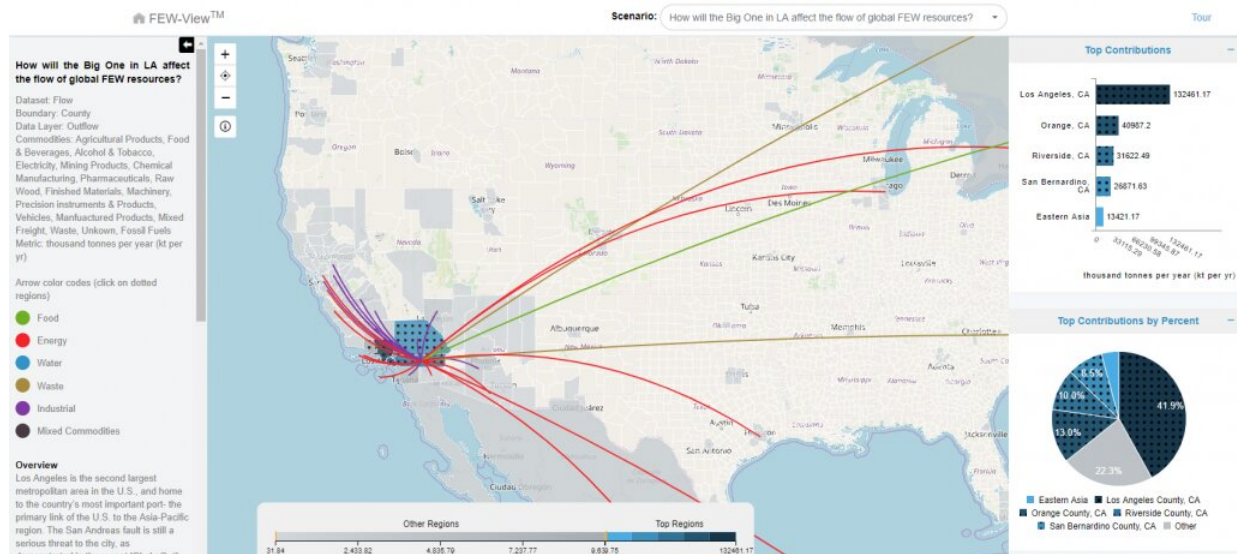 FEW-View™
Scenario:
How will the Big One in LA affect the flow of global FEW resources?
Tour
How will the Big One in LA affect
the flow of global FEW resources?
Dataset: Flow
Boundary: County
Data Layer: Outflow
Commodities: Agricultural Products, Food
& Beverages, Alcohol & Tobacco,
Electricity, Mining Products, Chemical
Manufacturing, Pharmaceuticals, Raw
Wood, Finished Materials, Machinery,
Precision instruments & Products,
Vehicles, Manfuactured Products, Mixed
Freight, Waste, Unkown, Fossil Fuels
Metric: thousand tonnes per year (kt per
yr)
Arrow color codes (click on dotted
regions)
Food
Energy
Water
Waste
Industrial
Mixed Commodities
Overview
Los Angeles is the second largest
metropolitan area in the U.S., and home
to the country's most important port- the
primary link of the U.S. to the Asia-Pacific
region. The San Andreas fault is still a
serious threat to the city, as
+
−
Montana
North Dakota
Minnesota
Oregon
Boise
Idaho
Wyoming
South Dakota
Wisconsin
Michigan
Milwaukee
Detroit
Salt Lake
Nevada
Iowa
Lincoln
Des Moines
Kansas City
Kansas
Louisville
Kentucky
Tulsa
Albuquerque
Memphis
Charlotte
Tennessee
Atlanta
Mississippi
Alabama
Georgia
Texas
Austin
San Antonio
Louisiana
Jacksonville
Florida
Ciudad Juárez
Hermosillo
Ciudad Obregón
Other Regions
Top Regions
31.84
2,433.82
4,835.79
7,237.77
9,639.75
132461.17
Top Contributions
−
Los Angeles, CA
132461.17
Orange, CA
40987.2
Riverside, CA
31622.49
San Bernardino,
CA
26871.63
Eastern Asia
13421.17
0
33115.29
66230.58
99345.87
132461.17
thousand tonnes per year (kt per yr)
Top Contributions by Percent
−
8.5%
10.0%
13.0%
22.3%
41.9%
Eastern Asia
Los Angeles County, CA
Orange County, CA
Riverside County, CA
San Bernardino County, CA
Other